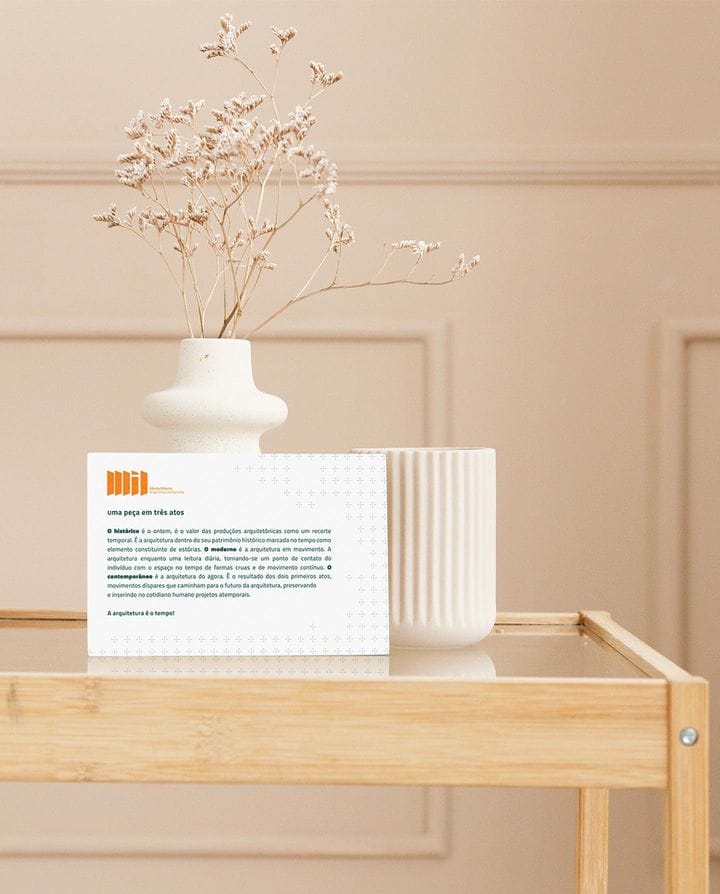 uma peça em três atos
O histórico é o ontem, é o valor das produções arquitetônicas como um recorte
temporal. É a arquitetura dentro do seu patrimônio histórico marcada no tempo como
elemento constituinte de estórias. O moderno é a arquitetura em movimento. A
arquitetura enquanto uma leitura diária, tornando-se um ponto de contato do
indivíduo com o espaço no tempo de formas cruas e de movimento contínuo. O
contemporâneo é a arquitetura do agora. É o resultado dos dois primeiros atos,
movimentos díspares que caminham para o futuro da arquitetura, preservando
e inserindo no cotidiano humano projetos atemporais.
A arquitetura é o tempo!